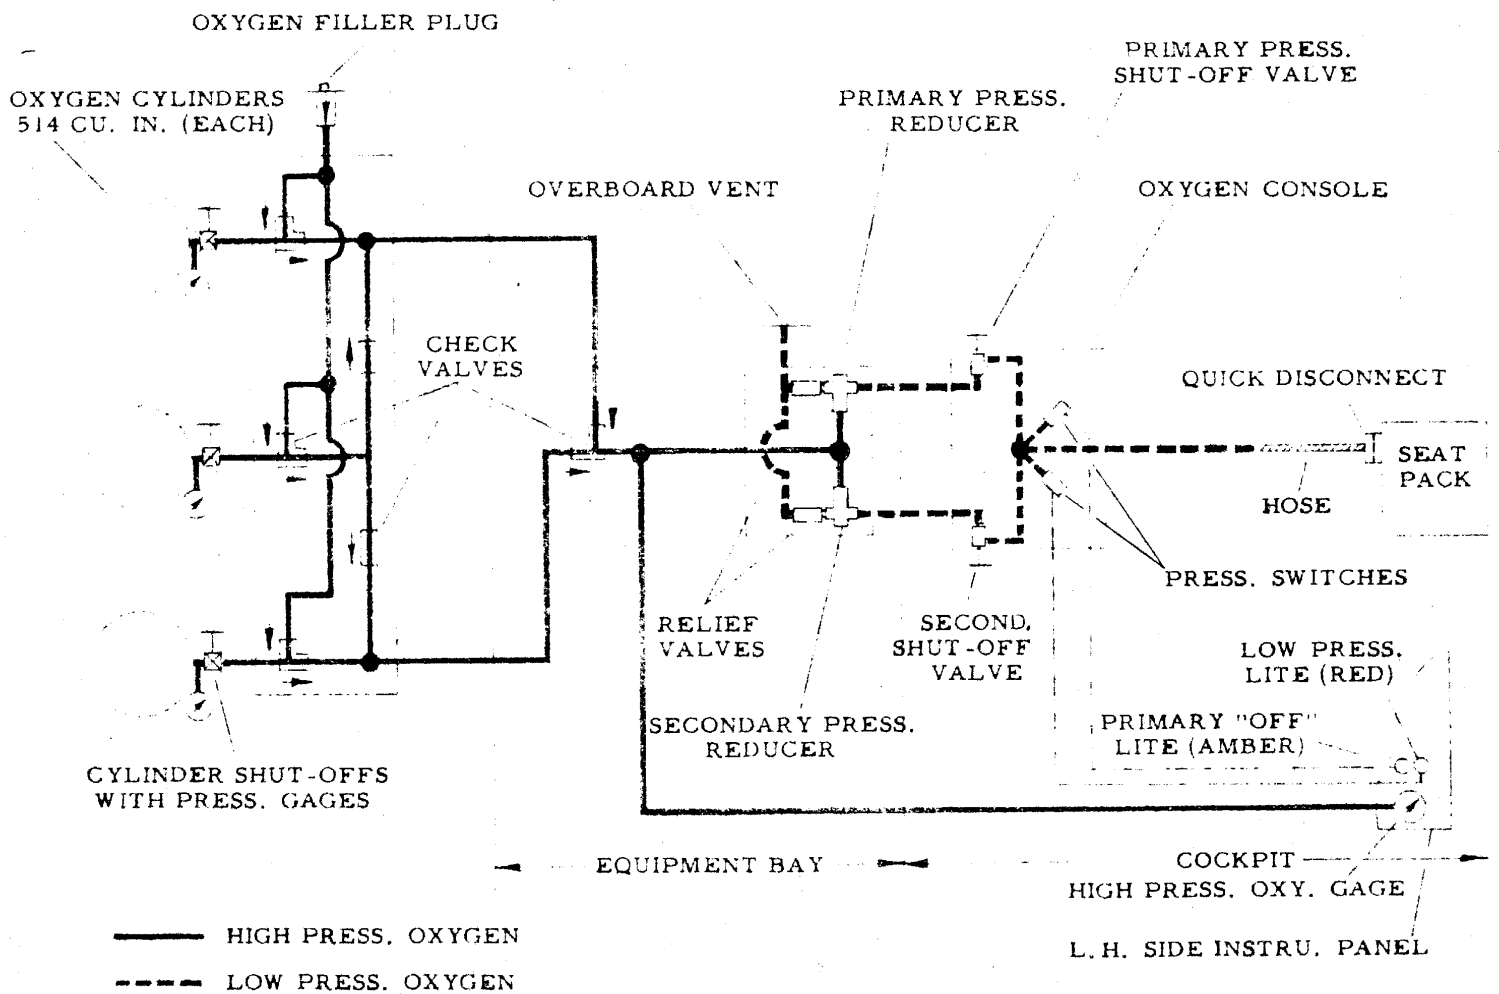 OXYGEN FILLER PLUG
PRIMARY PRESS.
SHUT-OFF VALVE
OXYGEN CYLINDERS
514 CU. IN. (EACH)
PRIMARY PRESS.
REDUCER
OVERBOARD VENT
OXYGEN CONSOLE
CHECK
VALVES
QUICK DISCONNECT
SEAT
PACK
HOSE
PRESS. SWITCHES
RELIEF
VALVES
SECOND.
SHUT-OFF
VALVE
LOW PRESS.
LITE (RED)
SECONDARY PRESS.
REDUCER
PRIMARY "OFF"
LITE (AMBER)
CYLINDER SHUT-OFFS
WITH PRESS. GAGES
EQUIPMENT BAY
COCKPIT
HIGH PRESS. OXY. GAGE
HIGH PRESS. OXYGEN
L.H. SIDE INSTRU. PANEL
LOW PRESS. OXYGEN